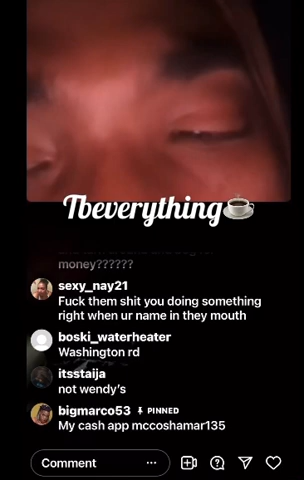 Tbeverything
money??????
sexy_nay21
Fuck them shit you doing something
right when ur name in they mouth
boski_waterheater
Washington rd
itsstaija
not wendy's
bigmarco53 PINNED
My cash app mccoshamar135
Comment